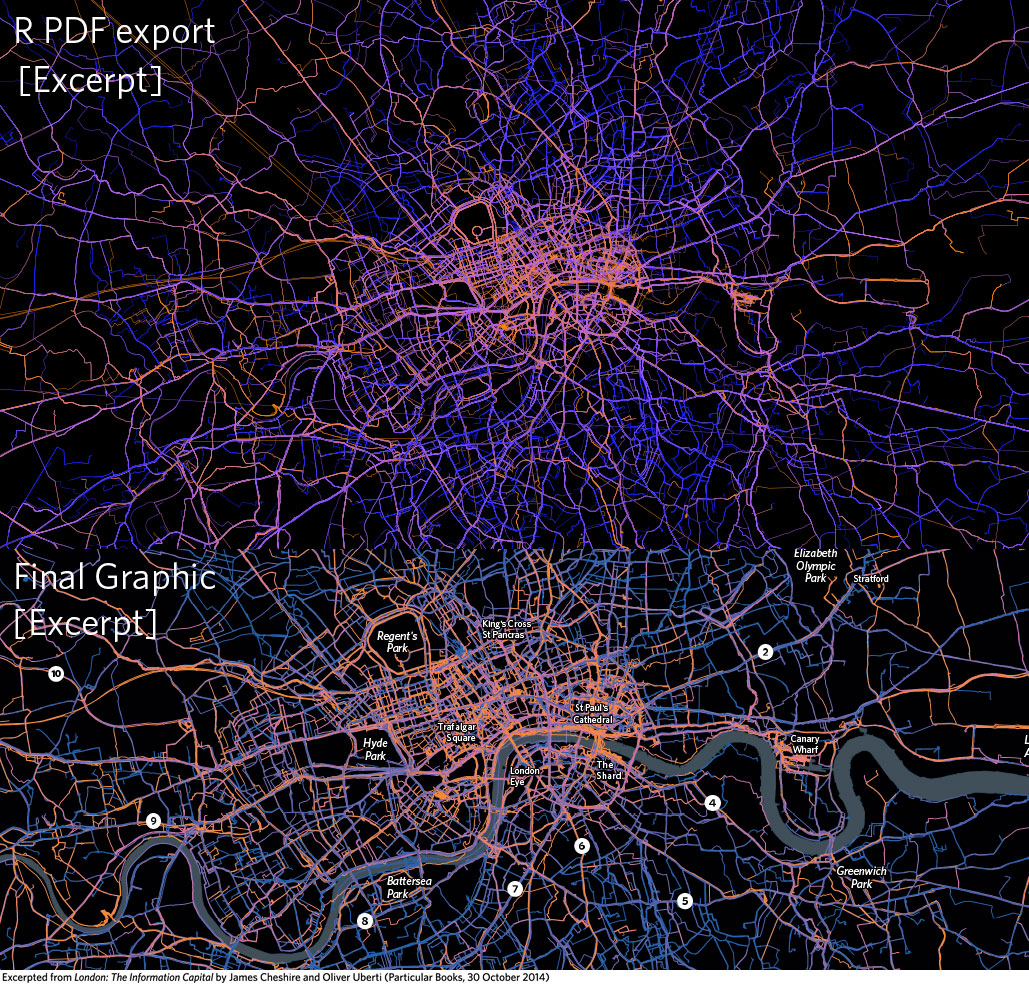 R PDF export
[Excerpt]
Final Graphic
[Excerpt]
Elizabeth
Olympic
Park
Stratford
King's Cross
St Pancras
Regent's
Park
2
10
St Paul's
Cathedral
Trafalgar
Square
Hyde
Park
Canary
Wharf
London
Eye
The
Shard
4
9
6
Greenwich
Park
Battersea
Park
7
5
8
Excerpted from London: The Information Capital by James Cheshire and Oliver Uberti (Particular Books, 30 October 2014)